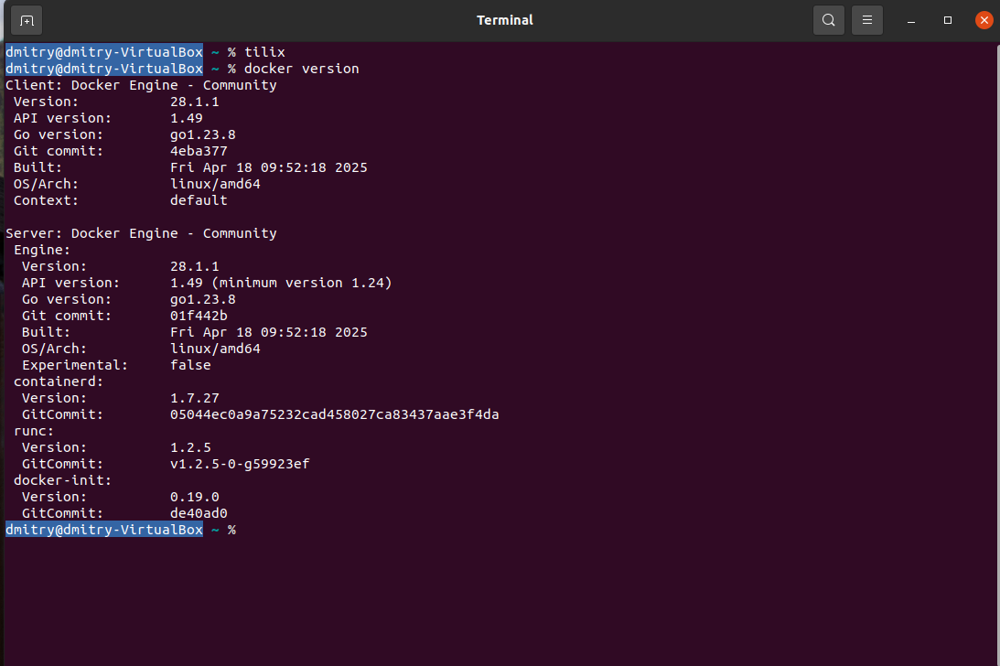 Terminal
dmitry@dmitry-VirtualBox ~ % tilix
dmitry@dmitry-VirtualBox ~ % docker version
Client: Docker Engine - Community
 Version:           28.1.1
 API version:       1.49
 Go version:        go1.23.8
 Git commit:        4eba377
 Built:             Fri Apr 18 09:52:18 2025
 OS/Arch:           linux/amd64
 Context:           default

Server: Docker Engine - Community
 Engine:
  Version:          28.1.1
  API version:      1.49 (minimum version 1.24)
  Go version:       go1.23.8
  Git commit:       01f442b
  Built:            Fri Apr 18 09:52:18 2025
  OS/Arch:          linux/amd64
  Experimental:     false
 containerd:
  Version:          1.7.27
  GitCommit:        05044ec0a9a75232cad458027ca83437aae3f4da
 runc:
  Version:          1.2.5
  GitCommit:        v1.2.5-0-g59923ef
 docker-init:
  Version:          0.19.0
  GitCommit:        de40ad0
dmitry@dmitry-VirtualBox ~ %